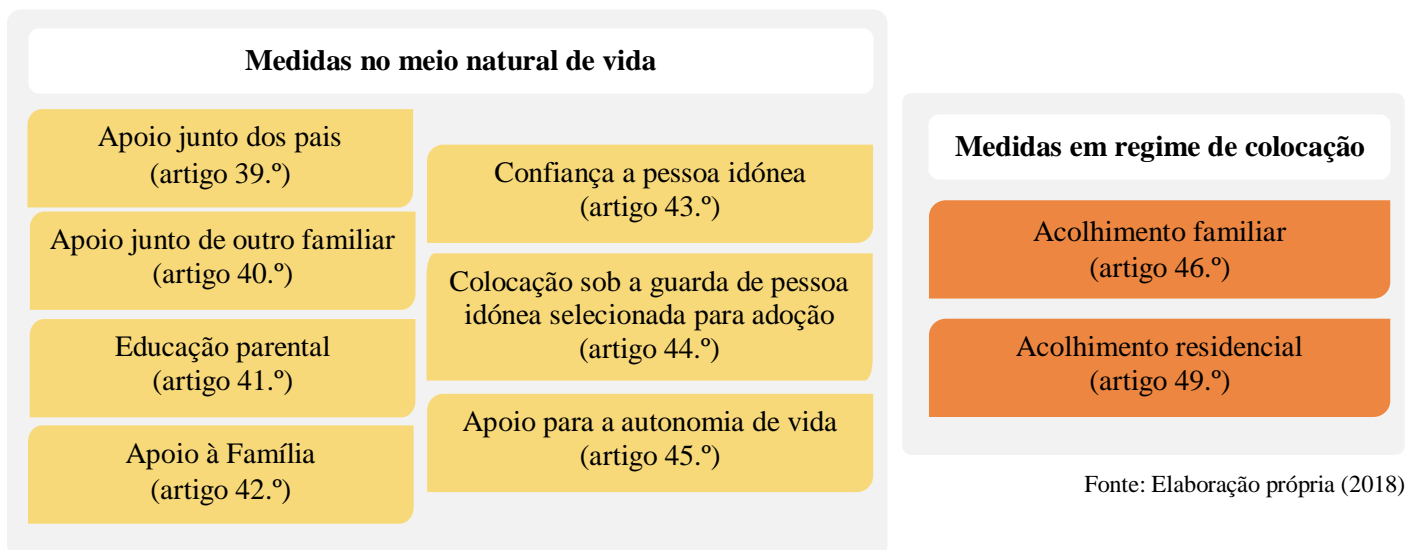 Medidas no meio natural de vida
Apoio junto dos pais
(artigo 39.º)
Apoio junto de outro familiar
(artigo 40.º)
Educação parental
(artigo 41.º)
Apoio à Família
(artigo 42.º)
Confiança a pessoa idónea
(artigo 43.º)
Colocação sob a guarda de pessoa
idónea selecionada para adoção
(artigo 44.º)
Apoio para a autonomia de vida
(artigo 45.º)
Medidas em regime de colocação
Acolhimento familiar
(artigo 46.º)
Acolhimento residencial
(artigo 49.º)
Fonte: Elaboração própria (2018)